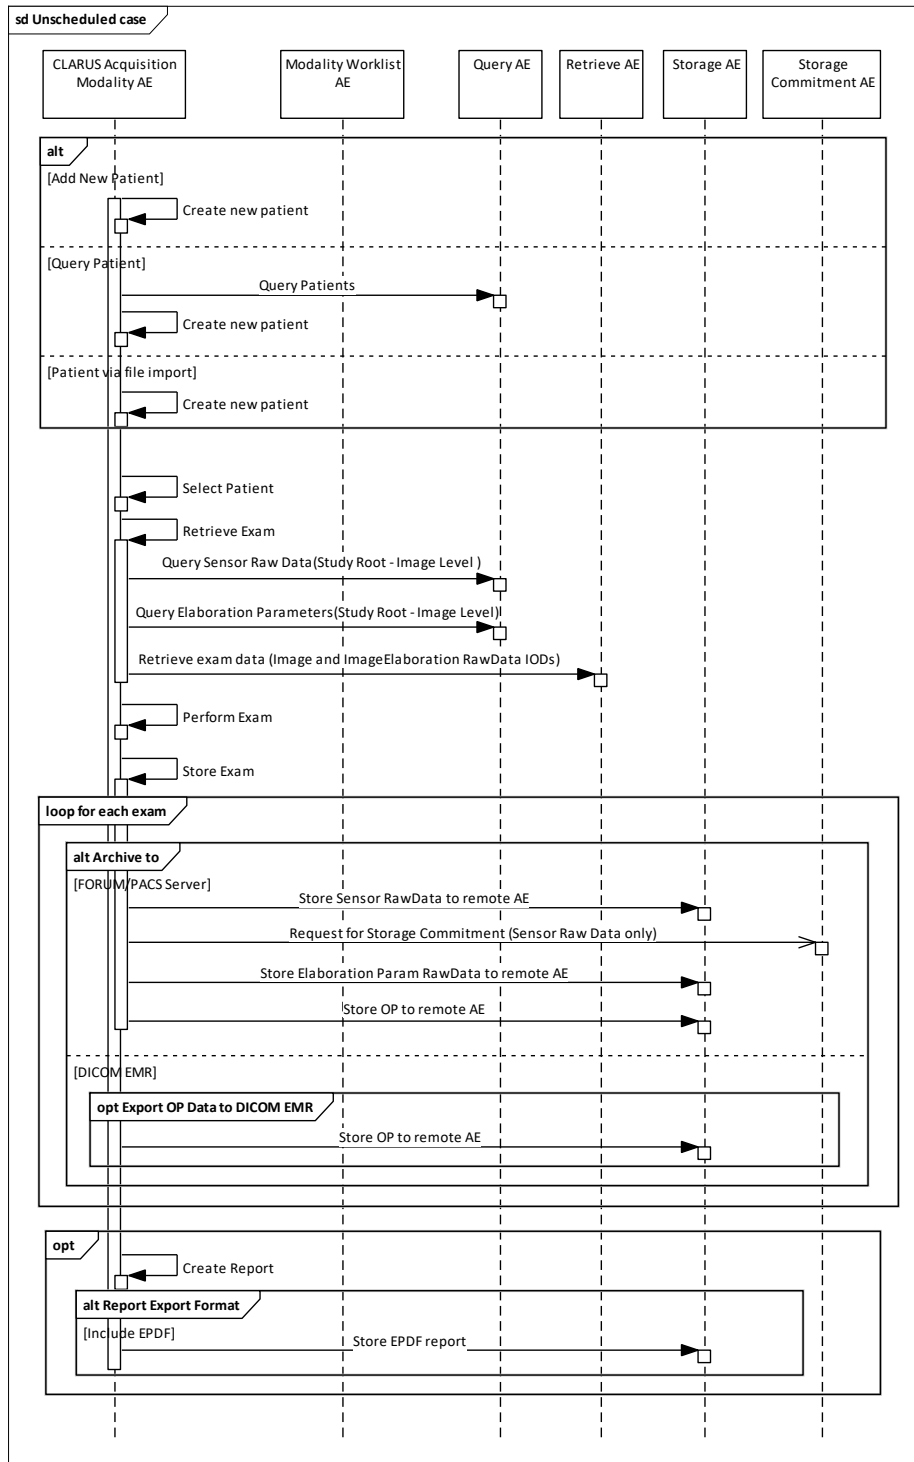 sd Unscheduled case
CLARUS Acquisition
Modality AE
Modality Worklist
AE
Query AE
Retrieve AE
Storage AE
Storage
Commitment AE
alt
[Add New Patient]
Create new patient
[Query Patient]
Query Patients
Create new patient
[Patient via file import]
Create new patient
Select Patient
Retrieve Exam
Query Sensor Raw Data(Study Root - Image Level )
Query Elaboration Parameters(Study Root - Image Level)
Retrieve exam data (Image and ImageElaboration RawData IODs)
Perform Exam
Store Exam
loop for each exam
alt Archive to
[FORUM/PACS Server]
Store Sensor RawData to remote AE
Request for Storage Commitment (Sensor Raw Data only)
Store Elaboration Param RawData to remote AE
Store OP to remote AE
[DICOM EMR]
opt Export OP Data to DICOM EMR
Store OP to remote AE
opt
Create Report
alt Report Export Format
[Include EPDF]
Store EPDF report